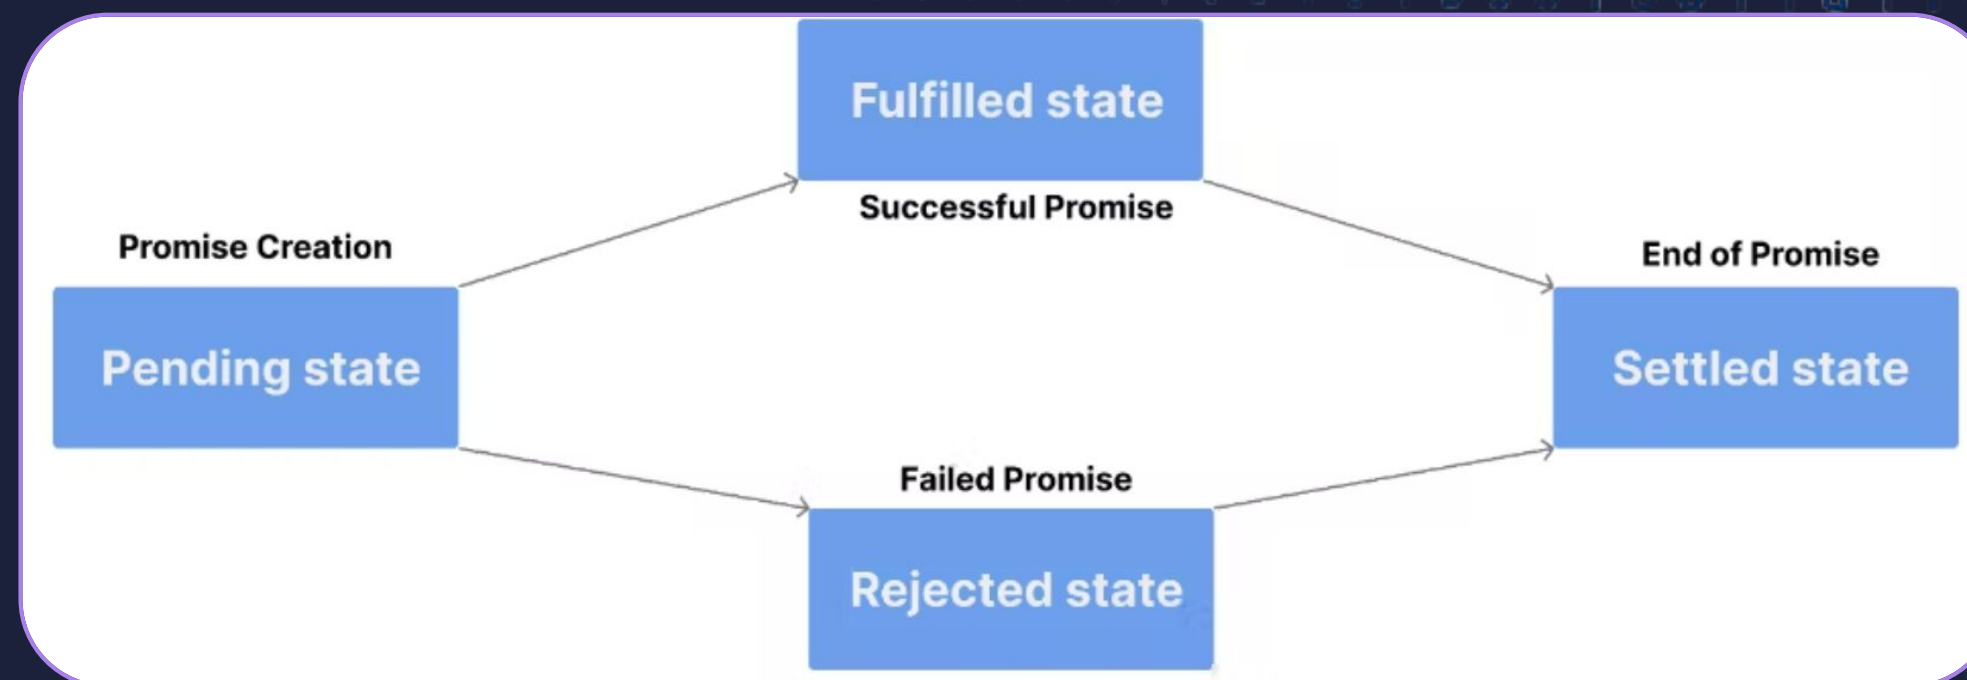 Fulfilled state
Successful Promise
Promise Creation
Pending state
End of Promise
Settled state
Failed Promise
Rejected state